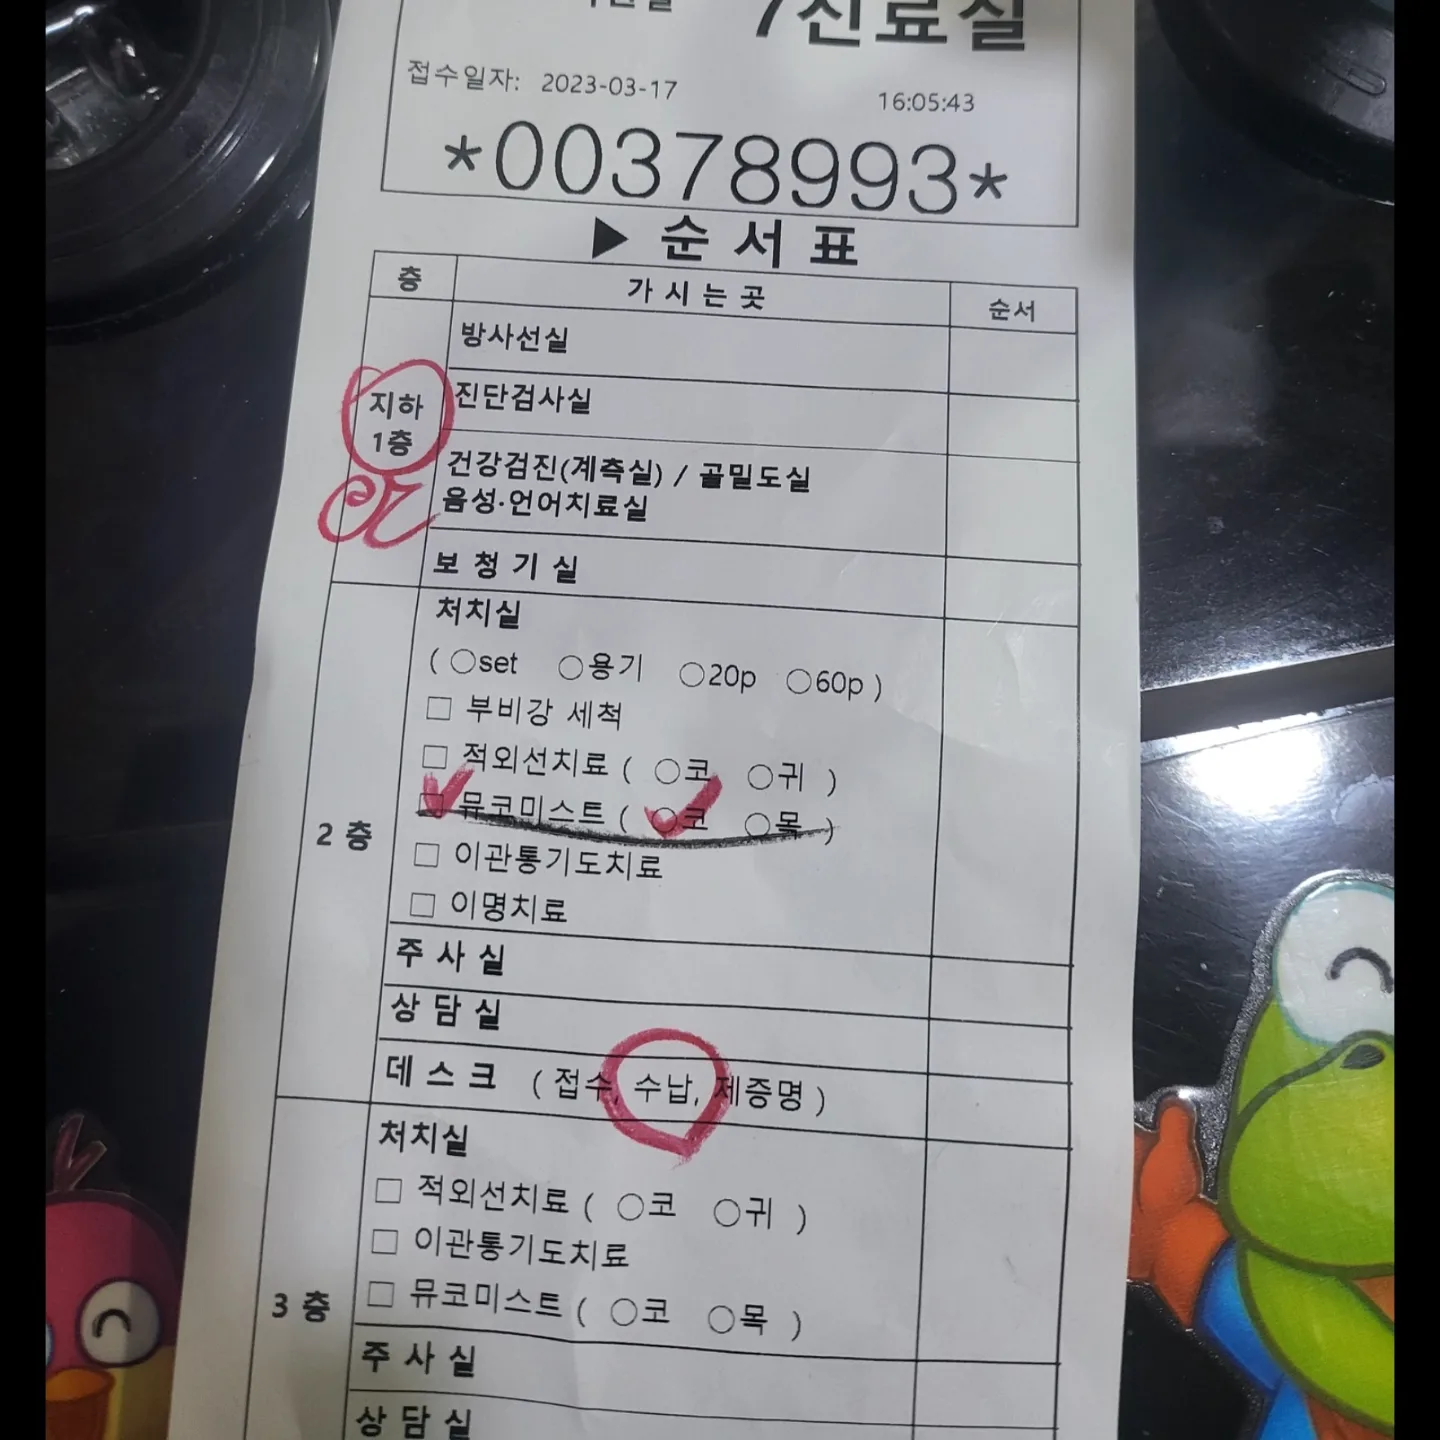 7진료실
접수일자: 2023-03-17 16:05:43
*00378993*
▶ 순 서 표
층 가 시 는 곳 순서
방사선실
지하 1층 진단검사실
건강검진(계측실) / 골밀도실
음성·언어치료실
보 청 기 실
2 층
처치실
( ○set ○용기 ○20p ○60p )
□ 부비강 세척
□ 적외선치료 ( ○코 ○귀 )
□ 뮤코미스트 ( ○코 ○목 )
□ 이관통기도치료
□ 이명치료
주 사 실
상 담 실
데 스 크 ( 접수, 수납, 제증명 )
3 층
처치실
□ 적외선치료 ( ○코 ○귀 )
□ 이관통기도치료
□ 뮤코미스트 ( ○코 ○목 )
주 사 실
상 담 실